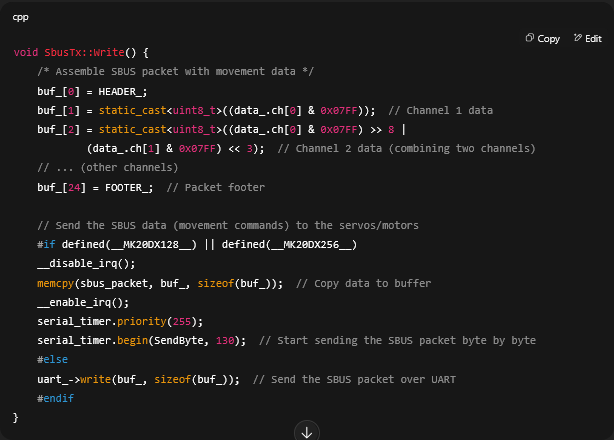 cpp
Copy Edit
void SbusTx::Write() {
/* Assemble SBUS packet with movement data */
buf_[0] = HEADER_;
buf_[1] = static_cast<uint8_t>((data_.ch[0] & 0x07FF)); // Channel 1 data
buf_[2] = static_cast<uint8_t>((data_.ch[0] & 0x07FF) >> 8 |
(data_.ch[1] & 0x07FF) << 3); // Channel 2 data (combining two channels)
// ... (other channels)
buf_[24] = FOOTER_; // Packet footer
// Send the SBUS data (movement commands) to the servos/motors
#if defined(__MK20DX128__) || defined(__MK20DX256__)
__disable_irq();
memcpy(sbus_packet, buf_, sizeof(buf_)); // Copy data to buffer
__enable_irq();
serial_timer.priority(255);
serial_timer.begin(SendByte, 130); // Start sending the SBUS packet byte by byte
#else
uart_->write(buf_, sizeof(buf_)); // Send the SBUS packet over UART
#endif
}